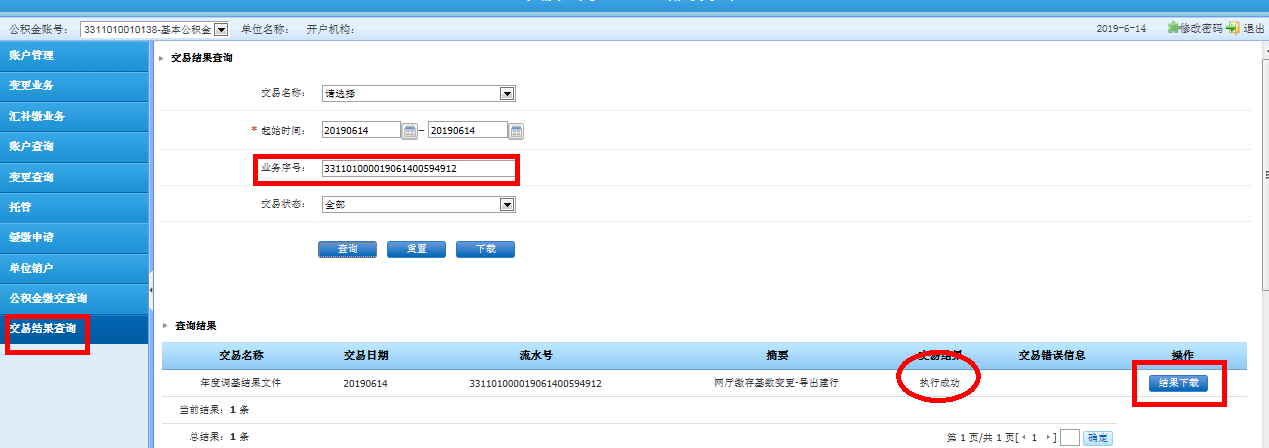 公积金账号： 3311010010138-基本公积金 单位名称： 开户机构： 2019-6-14 修改密码 退出
账户管理
变更业务
汇补缴业务
账户查询
变更查询
托管
缓缴申请
单位销户
公积金缴交查询
交易结果查询
交易结果查询
交易名称： 请选择
* 起始时间： 20190614 - 20190614
业务序号： 331101000019061400594912
交易状态： 全部
查询 重置 下载
查询结果
交易名称 交易日期 流水号 摘要 交易结果 交易错误信息 操作
年度调基结果文件 20190614 331101000019061400594912 网厅缴存基数变更-导出建行 执行成功 结果下载
当前结果：1 条
总结果：1 条 第 1 页/共 1 页[ 1 ] 确定